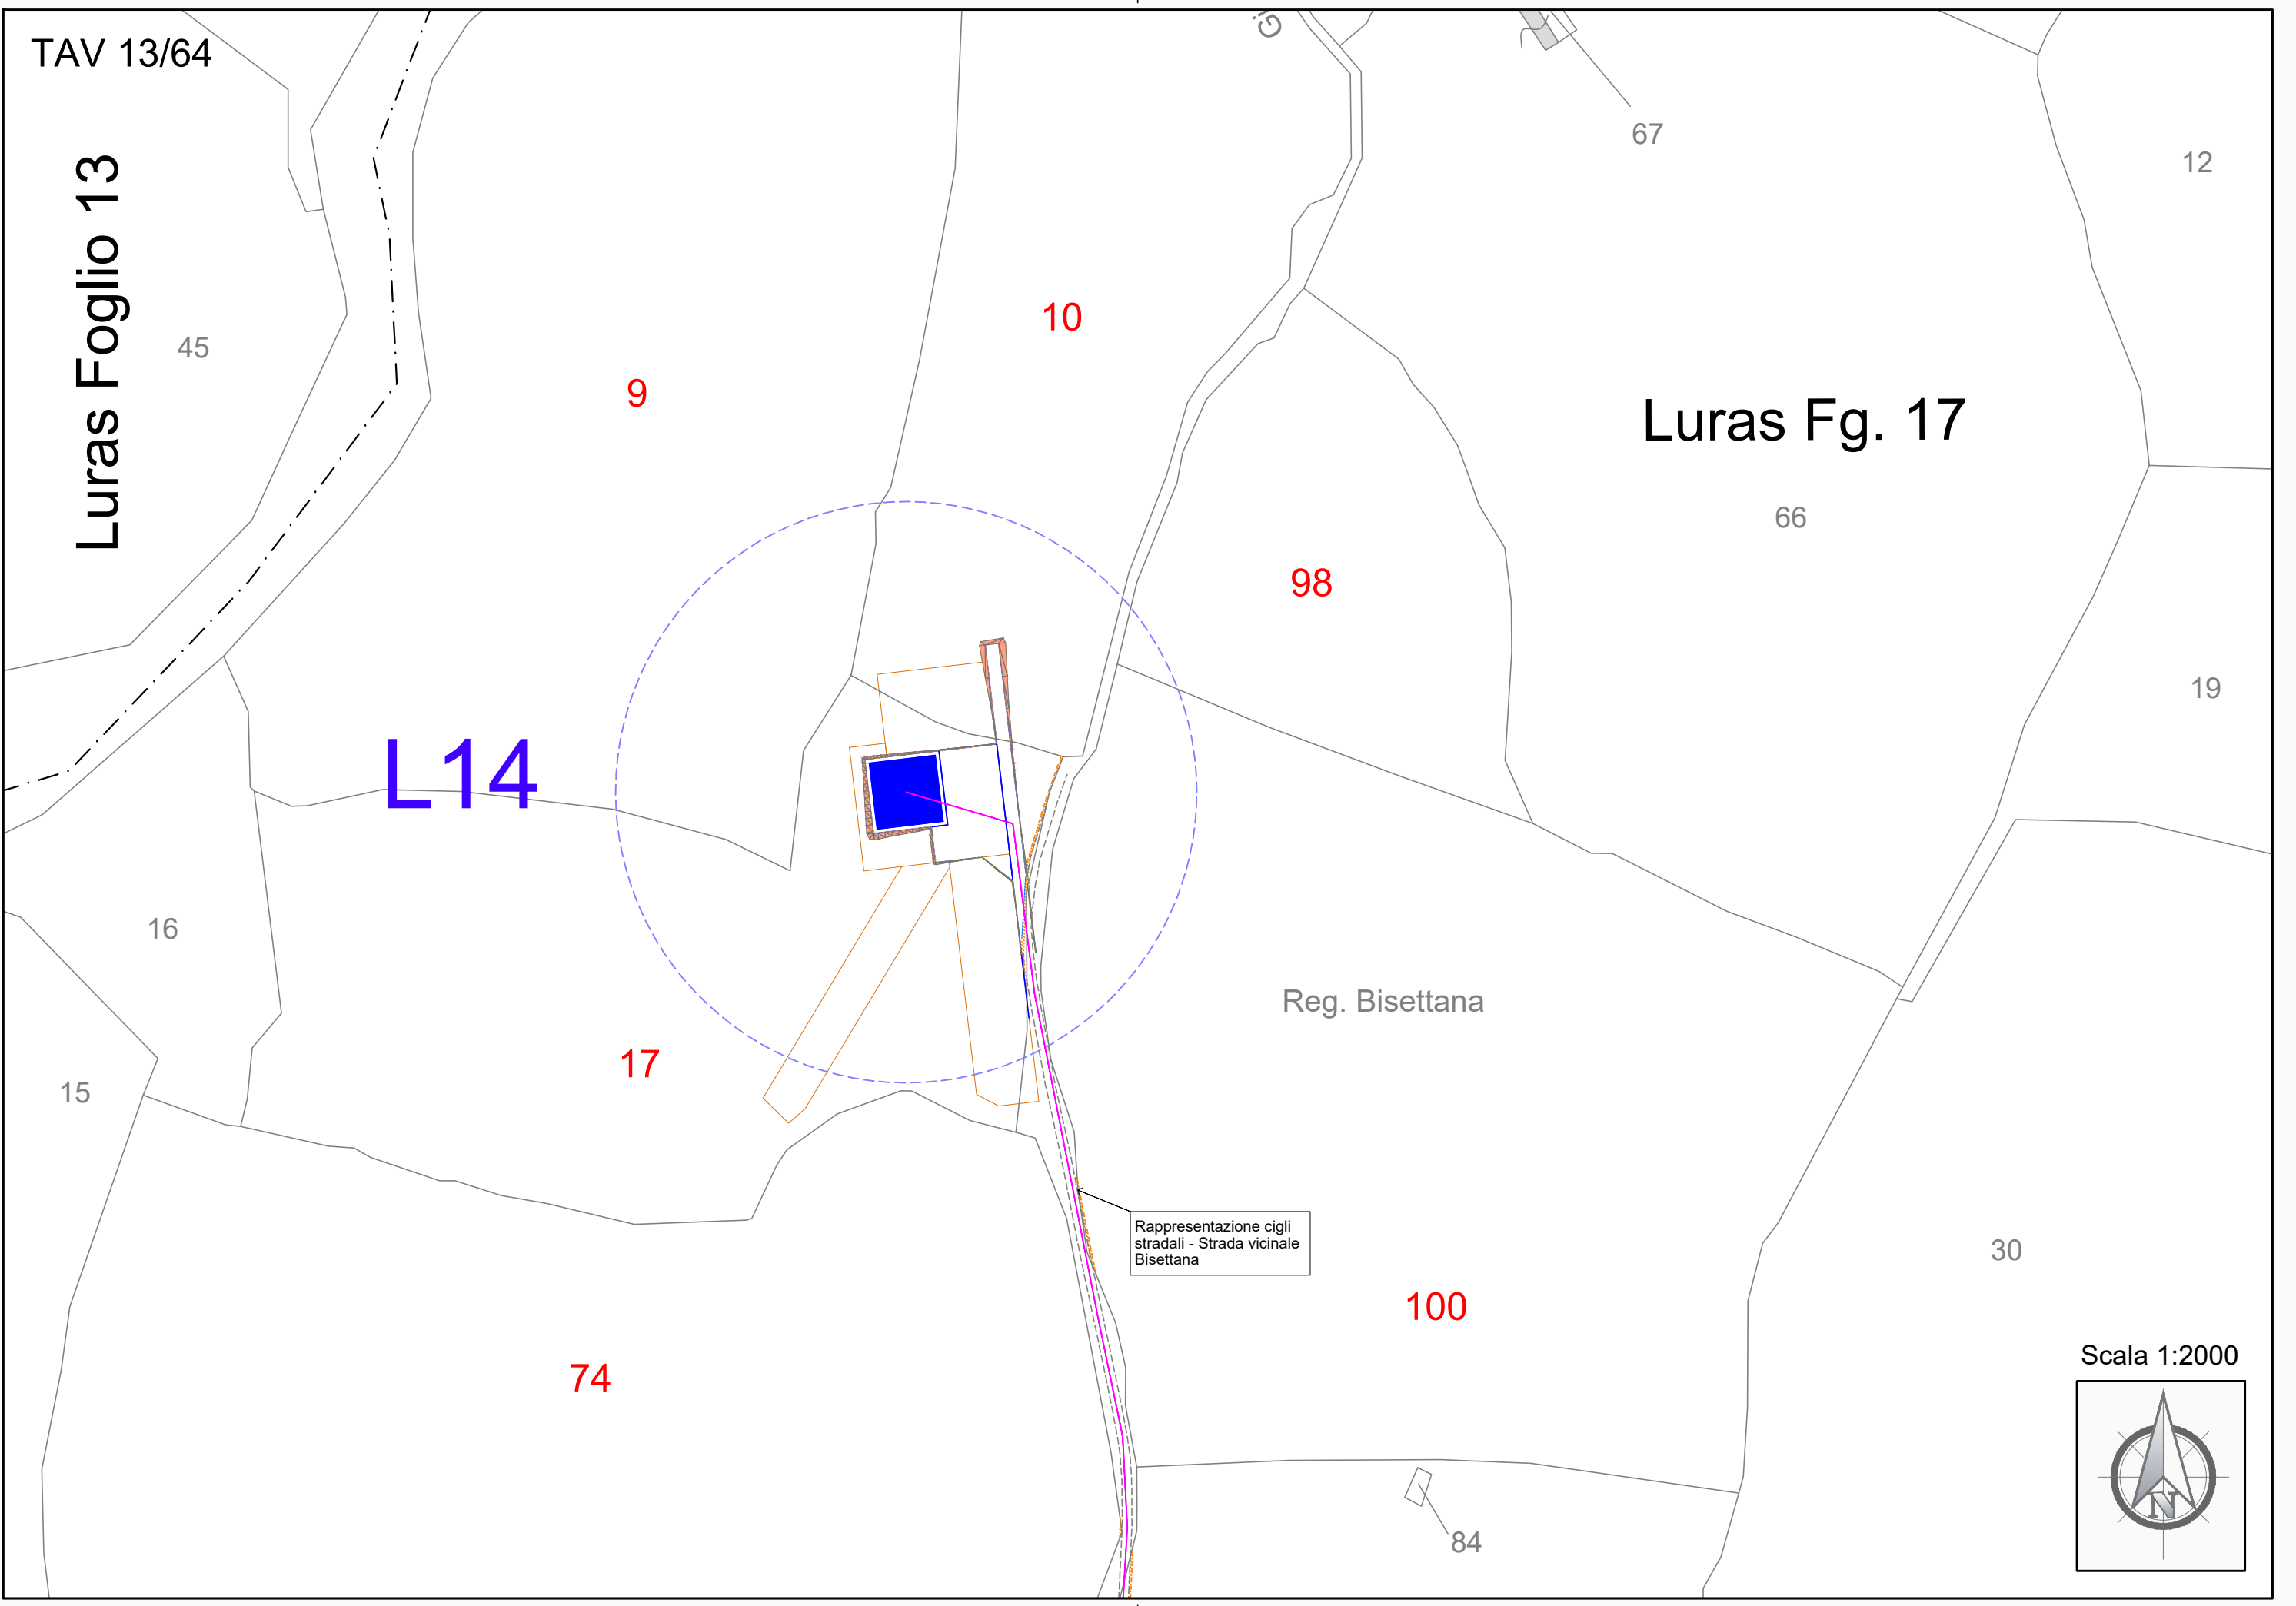 TAV 13/64
Gi
67
12
Luras Foglio 13
45
10
9
Luras Fg. 17
66
98
19
L14
16
Reg. Bisettana
17
15
Rappresentazione cigli
stradali - Strada vicinale
Bisettana
30
100
74
Scala 1:2000
84
N